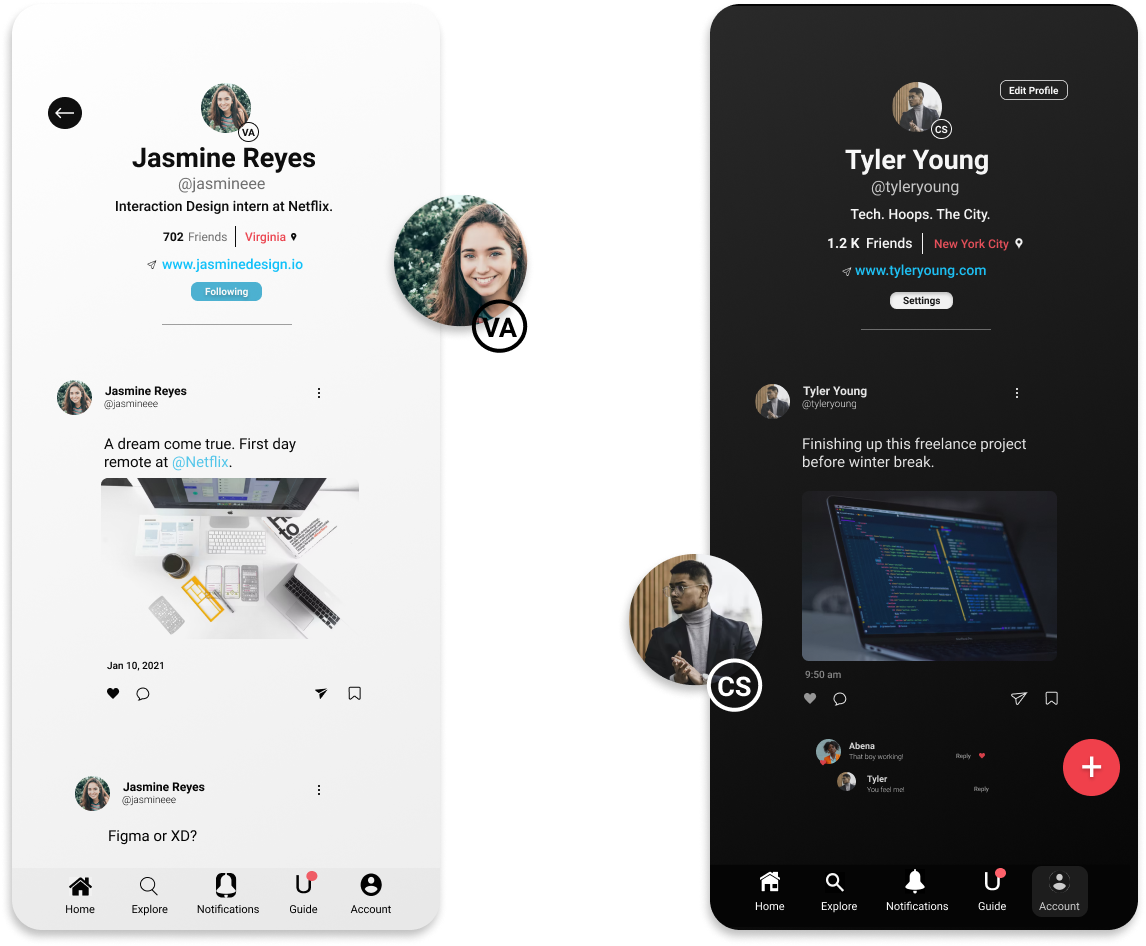 VA
Jasmine Reyes
@jasmineee
Interaction Design intern at Netflix.
702 Friends
Virginia
www.jasminedesign.io
Following
VA
Jasmine Reyes
@jasmineee
A dream come true. First day
remote at @Netflix.
Jan 10, 2021
Jasmine Reyes
@jasmineee
Figma or XD?
Home
Explore
Notifications
U
Guide
Account
Edit Profile
CS
Tyler Young
@tyleryoung
Tech. Hoops. The City.
1.2 K Friends
New York City
www.tyleryoung.com
Settings
Tyler Young
@tyleryoung
Finishing up this freelance project
before winter break.
CS
9:50 am
Abena
That boy working!
Reply
Tyler
You feel me!
Reply
Home
Explore
Notifications
U
Guide
Account